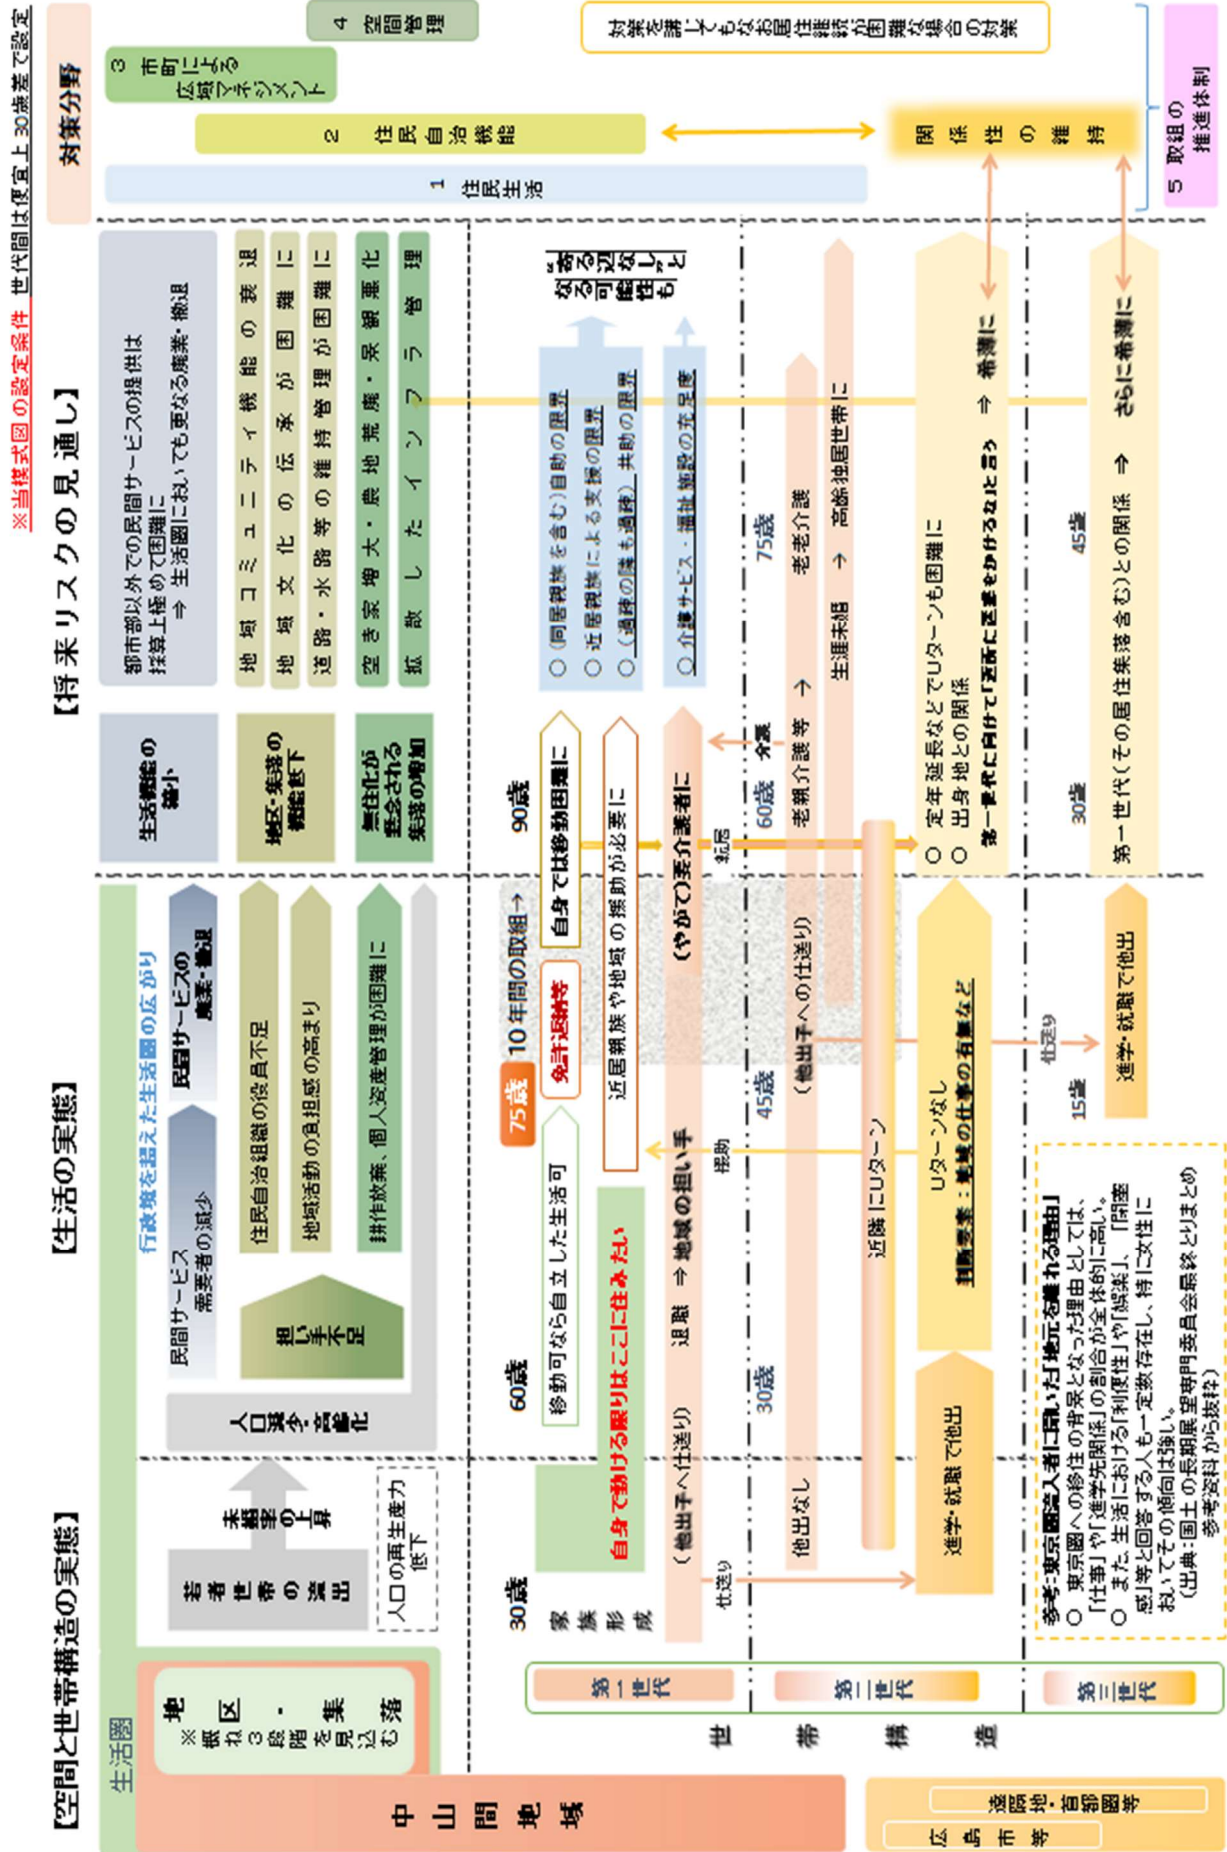 ※当模式図の設定条件 世代間は便宜上30歳差で設定
【空間と世帯構造の実態】
【生活の実態】
【将来リスクの見通し】
対策分野
生活圏
地区・集落
※概ね3段階を見込む
中山間地域
広島市等
遠隔地・首都圏等
若者世帯の流出
未婚率の上昇
人口の再生産力
低下
人口減少・高齢化
行政境を超えた生活圏の広がり
民間サービス
需要者の減少
民間サービスの
廃業・撤退
担い手不足
住民自治組織の役員不足
地域活動の負担感の高まり
耕作放棄、個人資産管理が困難に
生活機能の
縮小
都市部以外での民間サービスの提供は
採算上極めて困難に
⇒ 生活圏においても更なる廃業・撤退
地区・集落の
機能低下
地域コミュニティ機能の衰退
地域文化の伝承が困難に
道路・水路等の維持管理が困難に
無住化が
懸念される
集落の増加
空き家増大・農地荒廃・景観悪化
拡散したインフラ管理
世帯構造
第一世代
30歳
60歳
75歳
10年間の取組→
90歳
家族形成
移動可なら自立した生活可
免許返納等
自身では移動困難に
自身で動ける限りはここに住みたい
近居親族や地域の援助が必要に
(他出子へ仕送り)
退職 ⇒地域の担い手
(やがて)要介護者に
○ (同居親族を含む)自助の限界
○ 近居親族による支援の限界
○ (過疎の隣も過疎) 共助の限界
○ 介護サービス・福祉施設の充足度
“寄る辺なし”と
なる可能性も
仕送り
援助
転居
介護
第二世代
30歳
45歳
60歳
75歳
他出なし
(他出子への仕送り)
老親介護等 →
老老介護
生涯未婚 → 高齢独居世帯に
近隣にUターン
進学・就職で他出
Uターンなし
判断要素：地域の仕事の有無など
○ 定年延長などでUターンも困難に
○ 出身地との関係
第一世代に向けて「近所に迷惑をかけるな」と言う ⇒ 希薄に
第三世代
15歳
30歳
45歳
仕送り
進学・就職で他出
第一世代(その居住集落含む)との関係 ⇒ さらに希薄に
参考:東京圏流入者に聞いた「地元を離れる理由」
○ 東京圏への移住の背景となった理由としては、
「仕事」や「進学先関係」の割合が全体的に高い。
○ また、生活における「利便性」や「娯楽」、「閉塞
感」等と回答する人も一定数存在し、特に女性に
おいてその傾向は強い。
(出典：国土の長期展望専門委員会最終とりまとめ
参考資料から抜粋)
1 住民生活
2 住民自治機能
3 市町による
広域マネジメント
4 空間管理
対策を講じてもなお居住継続が困難な場合の対策
関係性の維持
5 取組の
推進体制